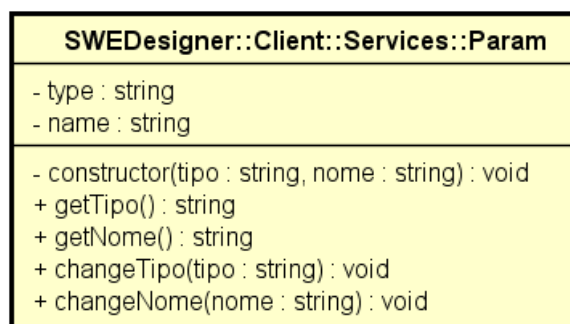 SWEDesigner::Client::Services::Param
- type : string
- name : string
- constructor(tipo : string, nome : string) : void
+ getTipo() : string
+ getNome() : string
+ changeTipo(tipo : string) : void
+ changeNome(nome : string) : void